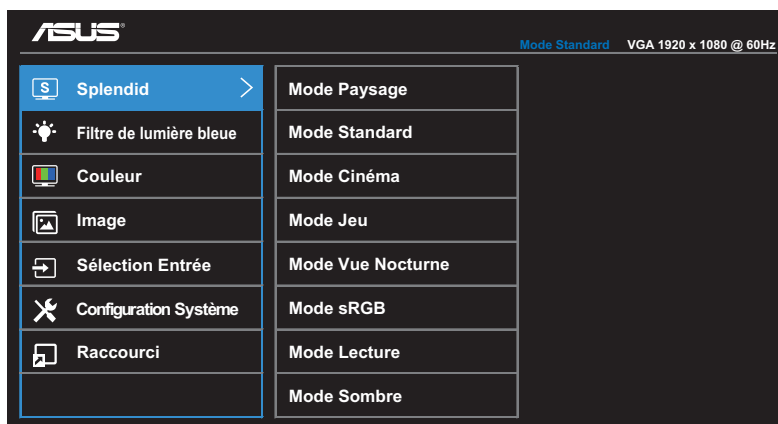 ASUS
Mode Standard VGA 1920 x 1080 @ 60Hz
S Splendid
Filtre de lumière bleue
Couleur
Image
Sélection Entrée
Configuration Système
Raccourci
Mode Paysage
Mode Standard
Mode Cinéma
Mode Jeu
Mode Vue Nocturne
Mode sRGB
Mode Lecture
Mode Sombre